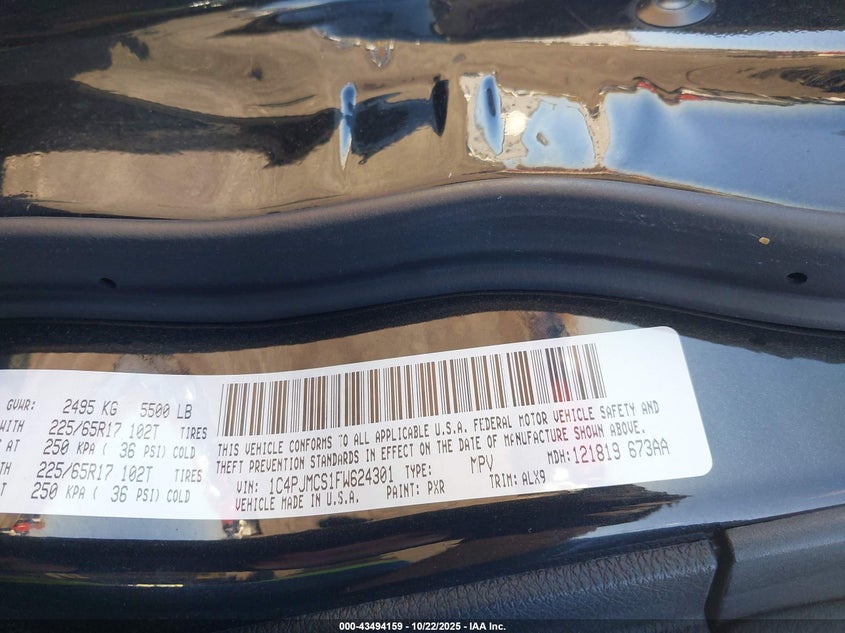 GVWR: 2495 KG 5500 LB
WITH 225/65R17 102T TIRES
AT 250 KPA ( 36 PSI) COLD
WITH 225/65R17 102T TIRES
AT 250 KPA ( 36 PSI) COLD
THIS VEHICLE CONFORMS TO ALL APPLICABLE U.S.A. FEDERAL MOTOR VEHICLE SAFETY AND
THEFT PREVENTION STANDARDS IN EFFECT ON THE DATE OF MANUFACTURE SHOWN ABOVE.
VIN: 1C4PJMCS1FW624301 TYPE: MPV MDH: 121819 673AA
VEHICLE MADE IN U.S.A. PAINT: PXR TRIM: ALX9
000-43494159 - 10/22/2025 - IAA Inc.